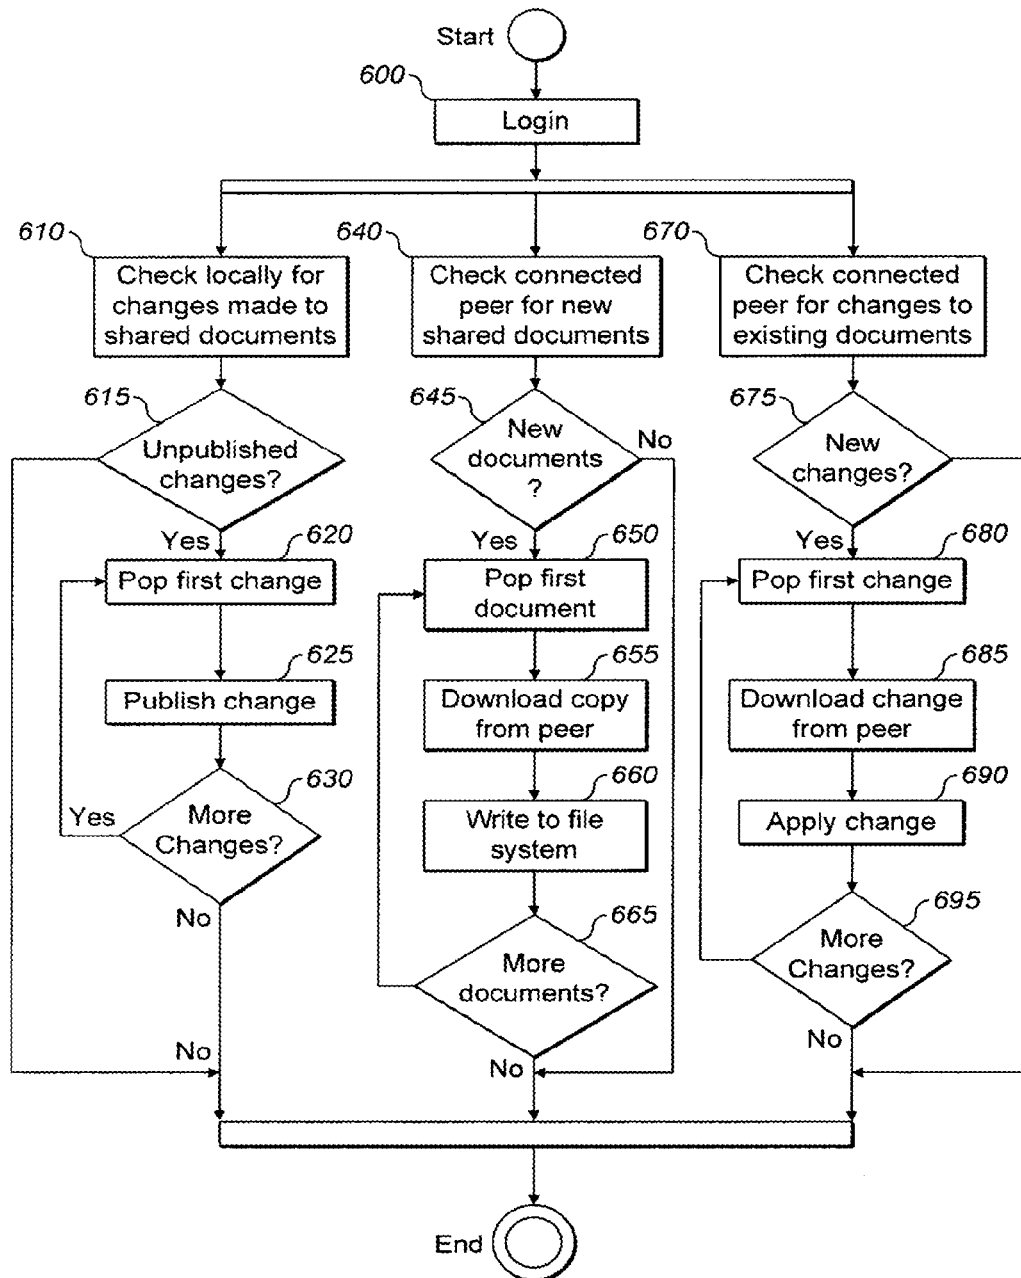 Start
600
Login
610
Check locally for
changes made to
shared documents
640
Check connected
peer for new
shared documents
670
Check connected
peer for changes to
existing documents
615
Unpublished
changes?
645
New
documents
?
No
675
New
changes?
Yes
620
Pop first change
Yes
650
Pop first
document
Yes
680
Pop first change
625
Publish change
655
Download copy
from peer
685
Download change
from peer
630
More
Changes?
Yes
No
660
Write to file
system
690
Apply change
665
More
documents?
695
More
Changes?
No
No
No
End